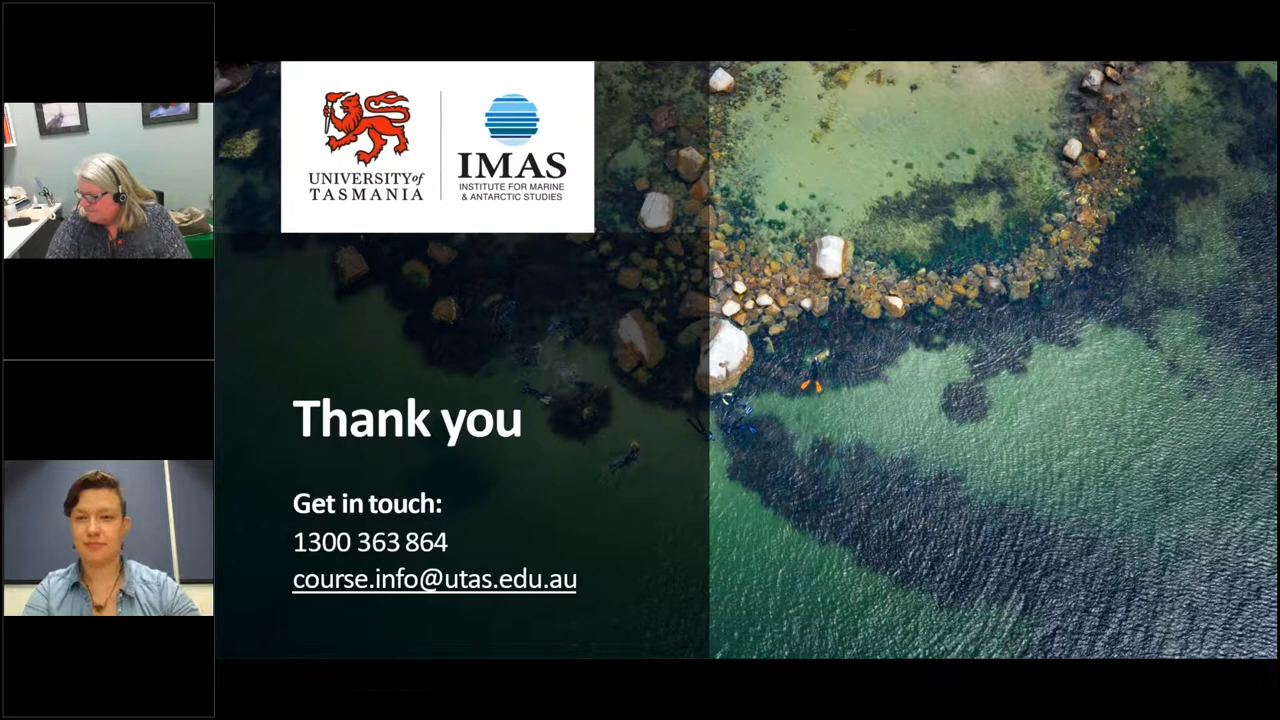 UNIVERSITY of
TASMANIA
IMAS
INSTITUTE FOR MARINE
& ANTARCTIC STUDIES
Thank you
Get in touch:
1300 363 864
course.info@utas.edu.au